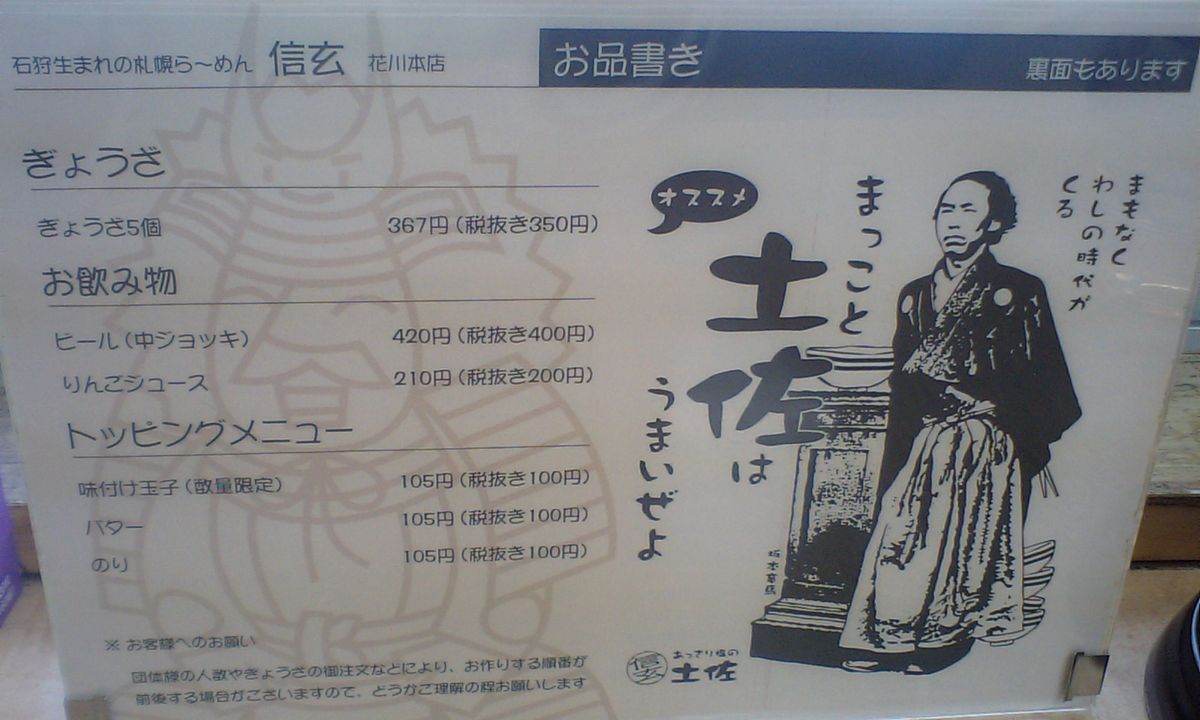 石狩生まれの札幌ら〜めん 信玄 花川本店
お品書き
裏面もあります
ぎょうざ
ぎょうざ5個 367円(税抜き350円)
お飲み物
ビール(中ジョッキ) 420円(税抜き400円)
りんごジュース 210円(税抜き200円)
トッピングメニュー
味付け玉子(数量限定) 105円(税抜き100円)
バター 105円(税抜き100円)
のり 105円(税抜き100円)
※ お客様へのお願い
団体様の人数やぎょうざの御注文などにより、お作りする順番が
前後する場合がございますので、どうかご理解の程お願いします
オススメ
まもなく
わしの時代が
くる
まっこと
土佐は
うまいぜよ
坂本竜馬
信玄
あっさり塩の
土佐